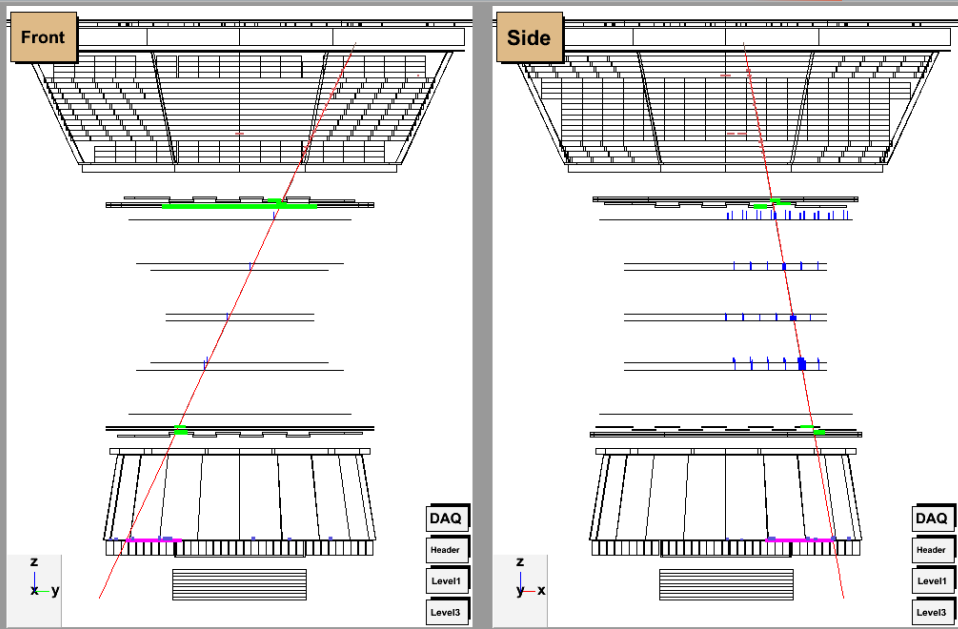 Front
Side
DAQ
Header
Level1
Level3
z
x y
DAQ
Header
Level1
Level3
z
y x